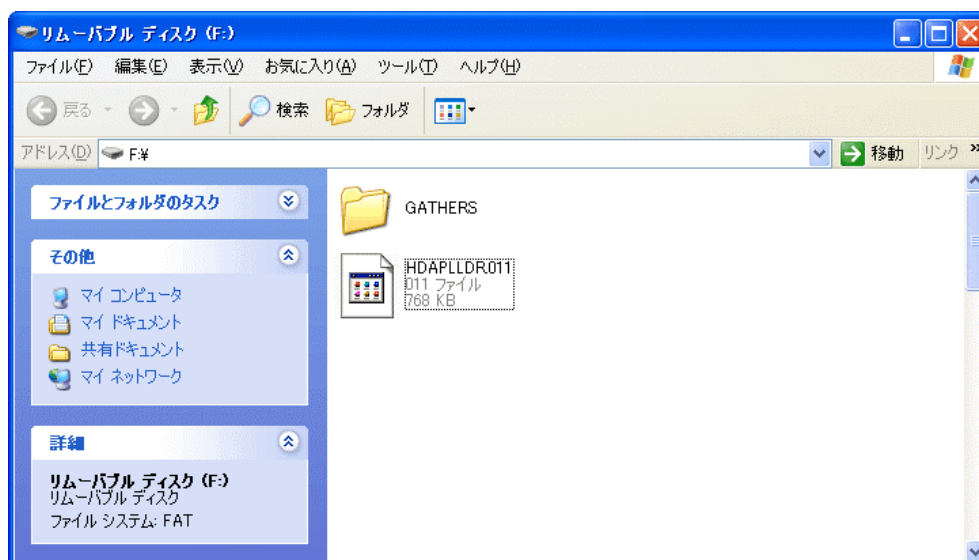 リムーバブル ディスク (F:)
ファイル(F) 編集(E) 表示(V) お気に入り(A) ツール(T) ヘルプ(H)
戻る 検索 フォルダ
アドレス(D) F:¥ 移動 リンク »
ファイルとフォルダのタスク
その他
マイ コンピュータ
マイ ドキュメント
共有ドキュメント
マイ ネットワーク
詳細
リムーバブル ディスク (F:)
リムーバブル ディスク
ファイル システム: FAT
GATHERS
HDAPLLDR.011
011 ファイル
768 KB